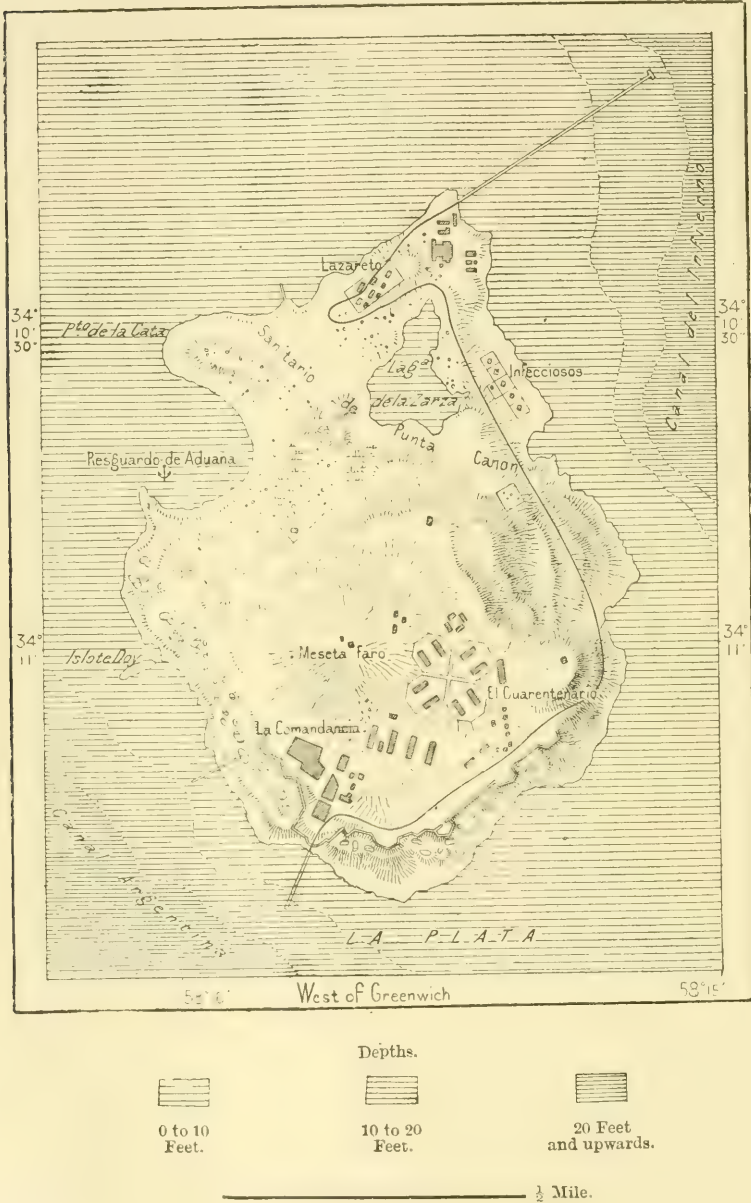 Canal del Infierno
Lazareto
34°
10'
30"
34°
10'
30"
Pto. de la Cata
Sanitario
Laga
de la Zarza
Infecciosos
de
Punta
Cañon
Resguardo de Aduana
34°
11'
34°
11'
Islote Doy
Meseta faro
El Cuarentenario
La Comandancia
Canal Argentino
LA PLATA
West of Greenwich
58°15'
Depths.
0 to 10
Feet.
10 to 20
Feet.
20 Feet
and upwards.
½ Mile.